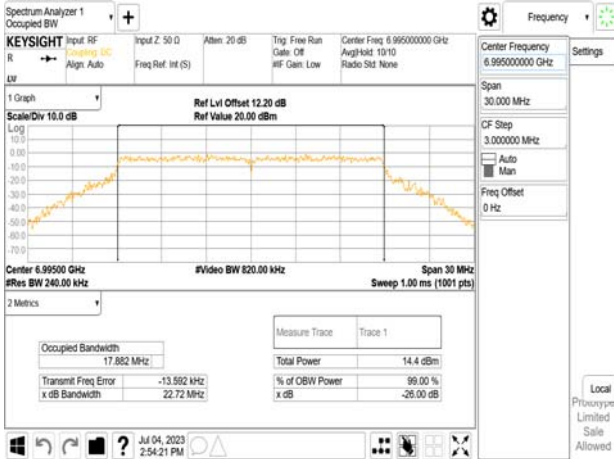 Spectrum Analyzer 1
Occupied BW
+
Frequency
KEYSIGHT
R
LXI
Input: RF
Coupling: DC
Align: Auto
Input Z: 50 Ω
Freq Ref: Int (S)
Atten: 20 dB
Trig: Free Run
Gate: Off
#IF Gain: Low
Center Freq: 6.995000000 GHz
Avg|Hold: 10/10
Radio Std: None
Center Frequency
6.995000000 GHz
Settings
Span
30.000 MHz
CF Step
3.000000 MHz
Auto
Man
Freq Offset
0 Hz
1 Graph
Scale/Div 10.0 dB
Ref Lvl Offset 12.20 dB
Ref Value 20.00 dBm
Log
10.0
0.00
-10.0
-20.0
-30.0
-40.0
-50.0
-60.0
-70.0
Center 6.99500 GHz
#Res BW 240.00 kHz
#Video BW 820.00 kHz
Span 30 MHz
Sweep 1.00 ms (1001 pts)
2 Metrics
Measure Trace
Trace 1
Occupied Bandwidth
17.882 MHz
Total Power
14.4 dBm
Transmit Freq Error
-13.592 kHz
% of OBW Power
99.00 %
x dB Bandwidth
22.72 MHz
x dB
-26.00 dB
Local
Prototype
Limited
Sale
Allowed
?
Jul 04, 2023
2:54:21 PM